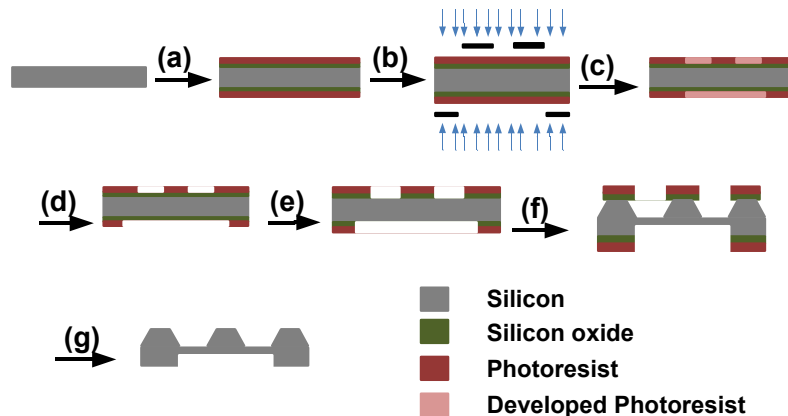 (a)
(b)
(c)
(d)
(e)
(f)
(g)
Silicon
Silicon oxide
Photoresist
Developed Photoresist